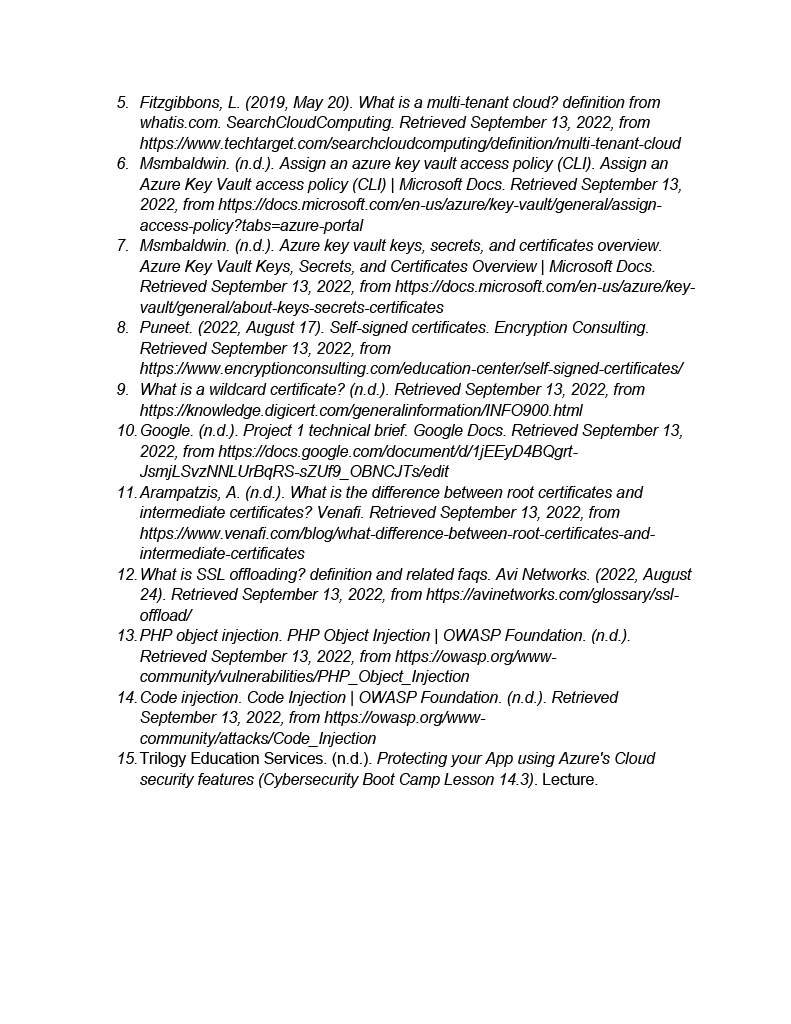 5. Fitzgibbons, L. (2019, May 20). What is a multi-tenant cloud? definition from
whatis.com. SearchCloudComputing. Retrieved September 13, 2022, from
https://www.techtarget.com/searchcloudcomputing/definition/multi-tenant-cloud
6. Msmbaldwin. (n.d.). Assign an azure key vault access policy (CLI). Assign an
Azure Key Vault access policy (CLI) | Microsoft Docs. Retrieved September 13,
2022, from https://docs.microsoft.com/en-us/azure/key-vault/general/assign-
access-policy?tabs=azure-portal
7. Msmbaldwin. (n.d.). Azure key vault keys, secrets, and certificates overview.
Azure Key Vault Keys, Secrets, and Certificates Overview | Microsoft Docs.
Retrieved September 13, 2022, from https://docs.microsoft.com/en-us/azure/key-
vault/general/about-keys-secrets-certificates
8. Puneet. (2022, August 17). Self-signed certificates. Encryption Consulting.
Retrieved September 13, 2022, from
https://www.encryptionconsulting.com/education-center/self-signed-certificates/
9. What is a wildcard certificate? (n.d.). Retrieved September 13, 2022, from
https://knowledge.digicert.com/generalinformation/INFO900.html
10. Google. (n.d.). Project 1 technical brief. Google Docs. Retrieved September 13,
2022, from https://docs.google.com/document/d/1jEEyD4BQgrt-
JsmjLSvzNNLUrBqRS-sZUf9_OBNCJTs/edit
11. Arampatzis, A. (n.d.). What is the difference between root certificates and
intermediate certificates? Venafi. Retrieved September 13, 2022, from
https://www.venafi.com/blog/what-difference-between-root-certificates-and-
intermediate-certificates
12. What is SSL offloading? definition and related faqs. Avi Networks. (2022, August
24). Retrieved September 13, 2022, from https://avinetworks.com/glossary/ssl-
offload/
13. PHP object injection. PHP Object Injection | OWASP Foundation. (n.d.).
Retrieved September 13, 2022, from https://owasp.org/www-
community/vulnerabilities/PHP_Object_Injection
14. Code injection. Code Injection | OWASP Foundation. (n.d.). Retrieved
September 13, 2022, from https://owasp.org/www-
community/attacks/Code_Injection
15. Trilogy Education Services. (n.d.). Protecting your App using Azure's Cloud
security features (Cybersecurity Boot Camp Lesson 14.3). Lecture.